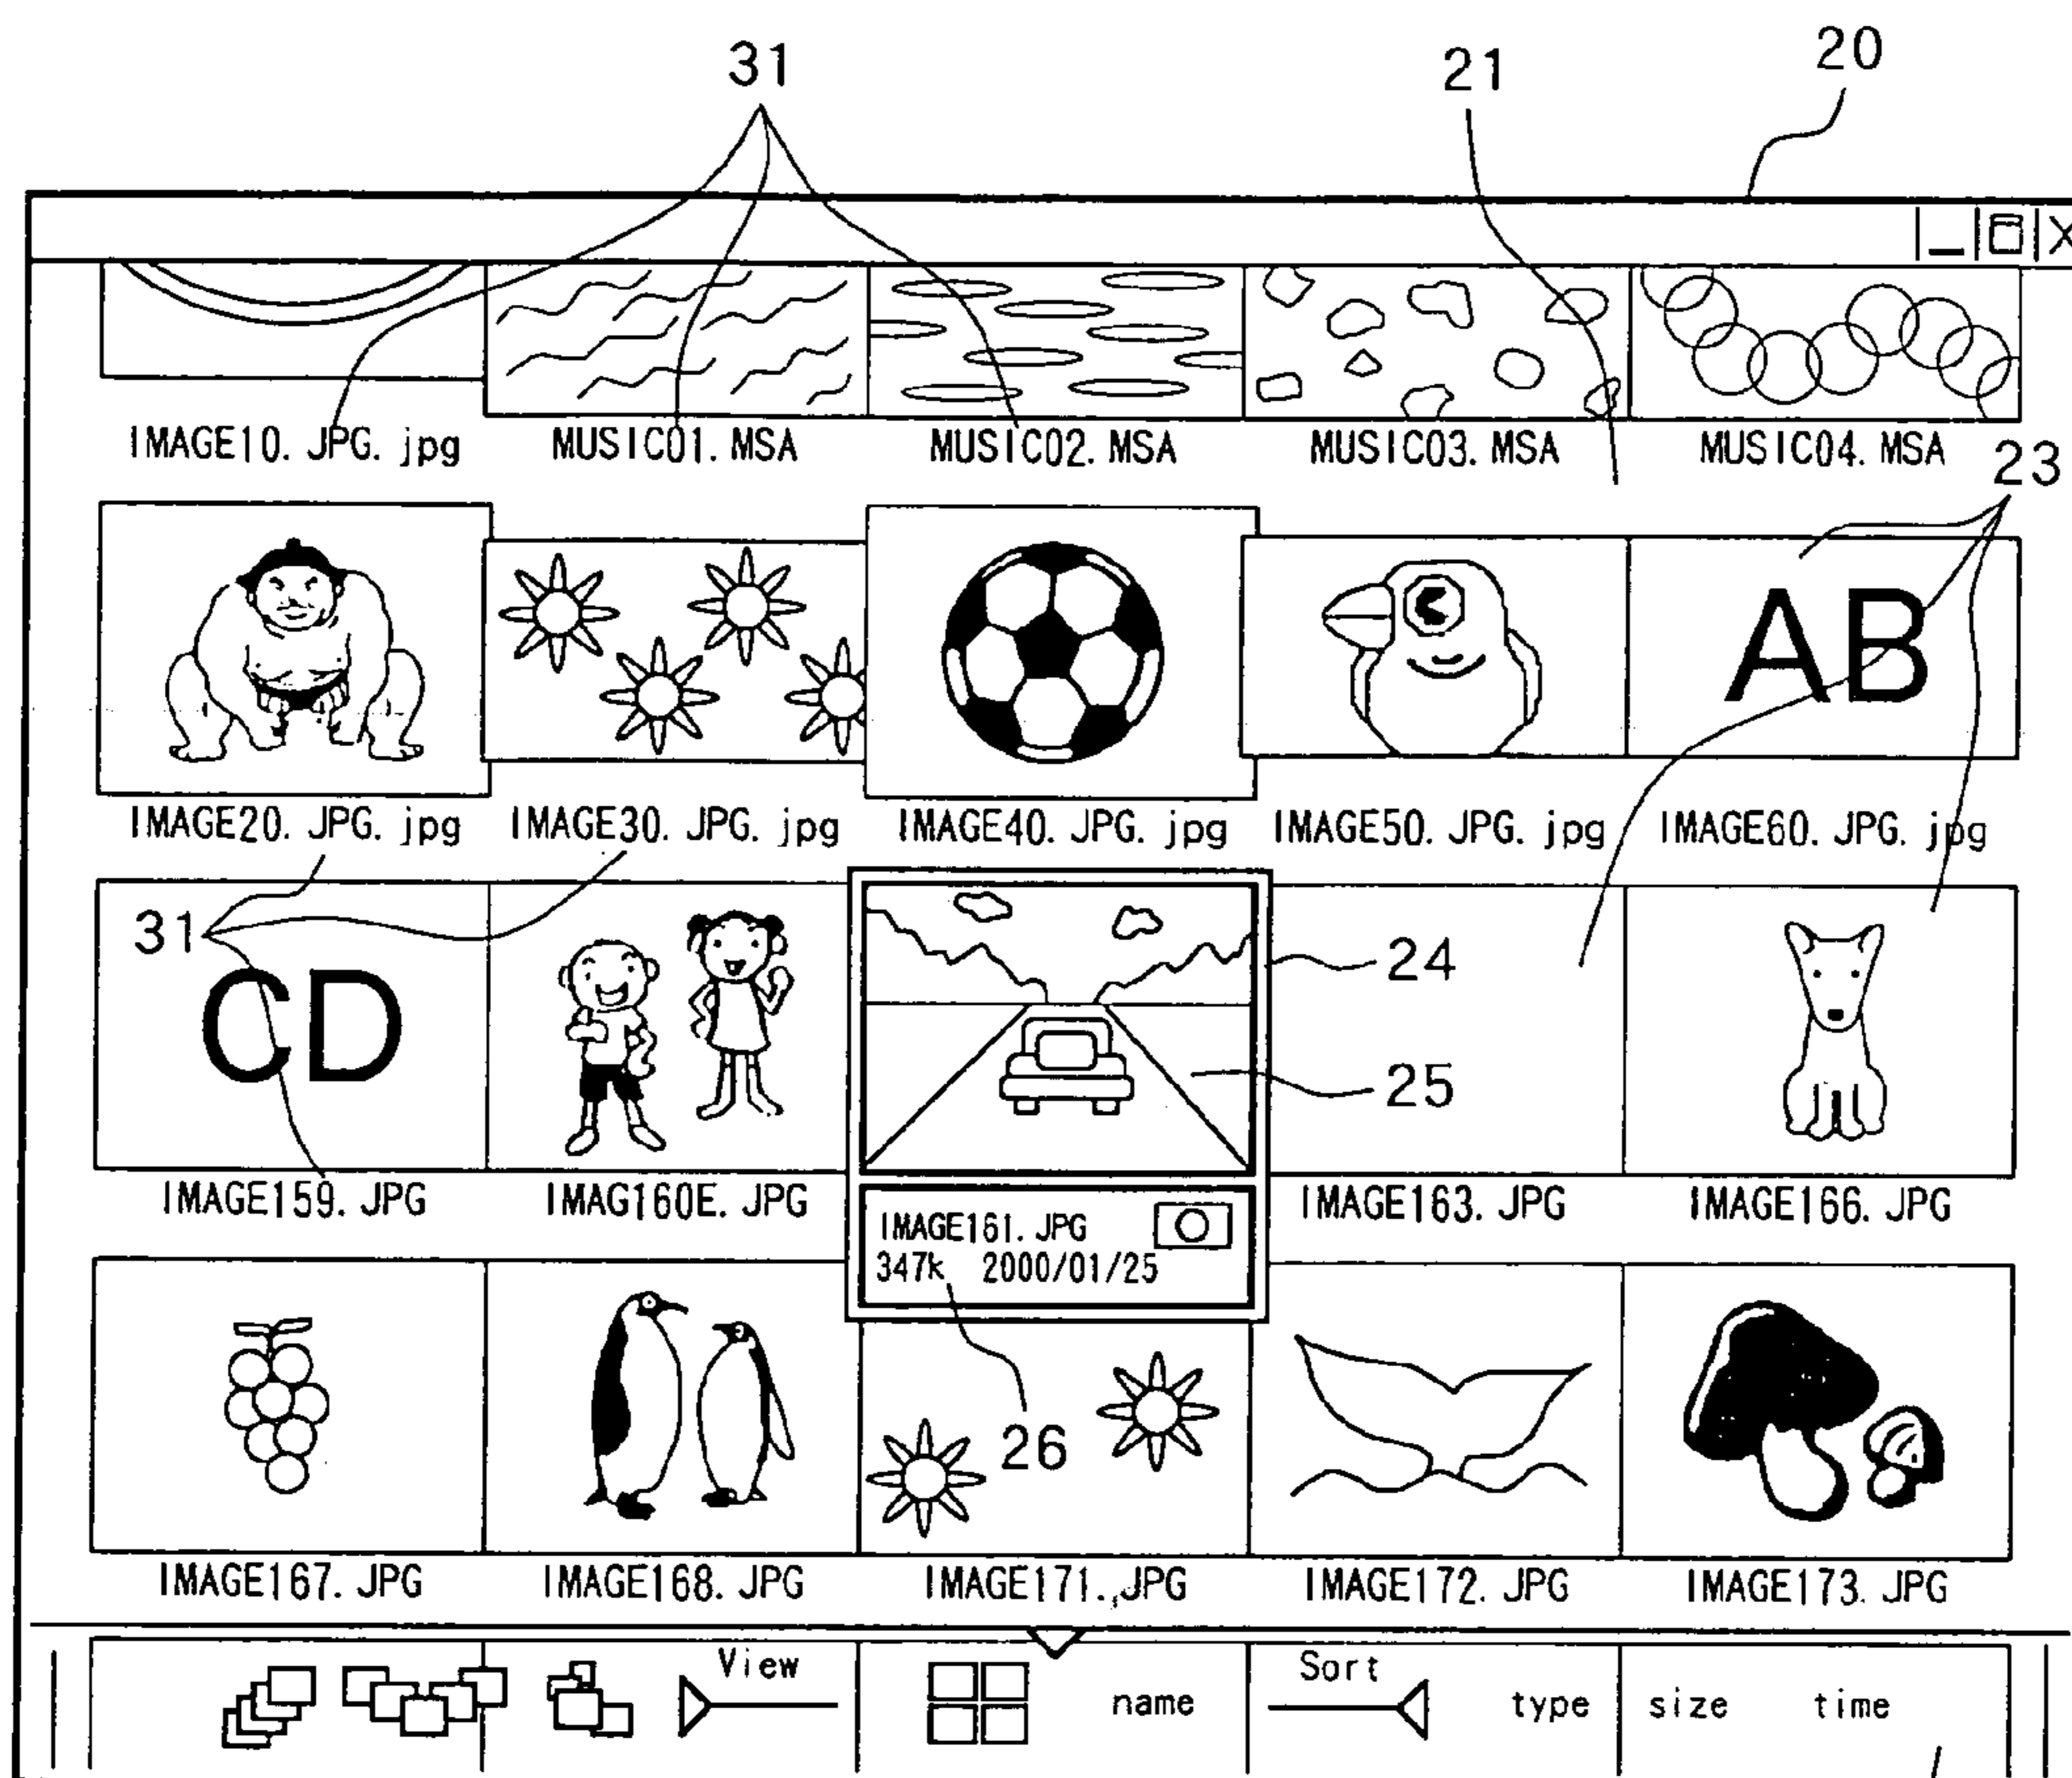 31 21 20
IMAGE10. JPG. jpg MUSIC01. MSA MUSIC02. MSA MUSIC03. MSA MUSIC04. MSA
23
AB
IMAGE20. JPG. jpg IMAGE30. JPG. jpg IMAGE40. JPG. jpg IMAGE50. JPG. jpg IMAGE60. JPG. jpg
31
24
CD
25
IMAGE159. JPG IMAG160E. JPG IMAGE163. JPG IMAGE166. JPG
IMAGE161. JPG
347k 2000/01/25
26
IMAGE167. JPG IMAGE168. JPG IMAGE171. JPG IMAGE172. JPG IMAGE173. JPG
View Sort
name type size time